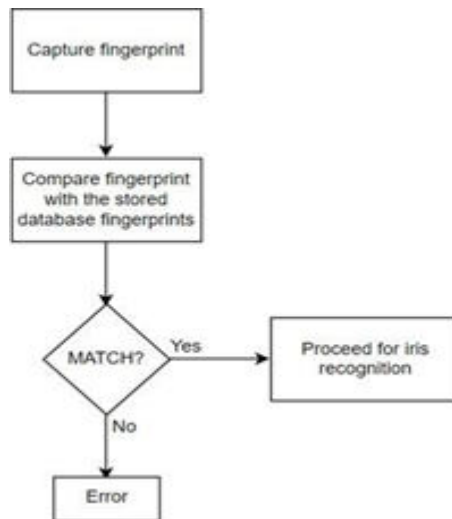 Capture fingerprint
Compare fingerprint
with the stored
database fingerprints
MATCH?
Yes
Proceed for iris
recognition
No
Error